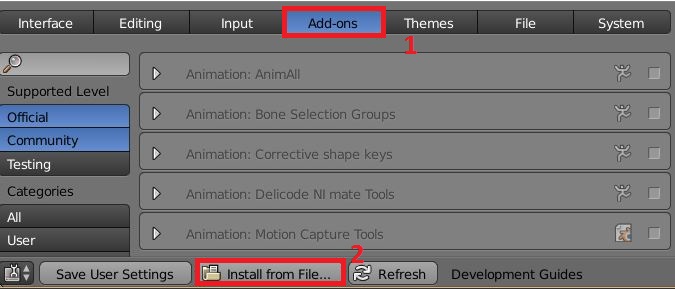 Interface Editing Input Add-ons Themes File System
1
Animation: AnimAll
Supported Level
Official
Animation: Bone Selection Groups
Community
Animation: Corrective shape keys
Testing
Categories
Animation: Delicode NI mate Tools
All
Animation: Motion Capture Tools
User
2
Save User Settings Install from File... Refresh Development Guides